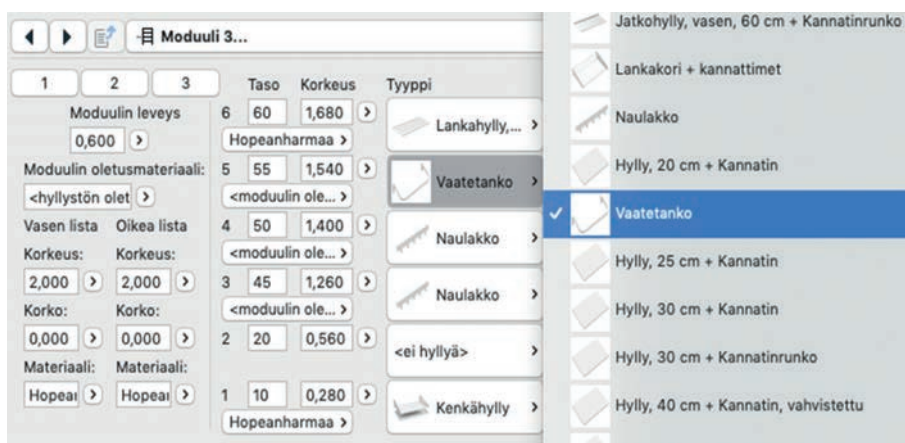 Moduuli 3...
1 2 3
Moduulin leveys
0,600
Moduulin oletusmateriaali:
<hyllystön olet
Vasen lista Oikea lista
Korkeus: Korkeus:
2,000 2,000
Korko: Korko:
0,000 0,000
Materiaali: Materiaali:
Hopeai Hopeai
Taso Korkeus Tyyppi
6 60 1,680 Lankahylly,...
Hopeanharmaa
5 55 1,540 Vaatetanko
<moduulin ole...
4 50 1,400 Naulakko
<moduulin ole...
3 45 1,260 Naulakko
<moduulin ole...
2 20 0,560 <ei hyllyä>
1 10 0,280 Kenkähylly
Hopeanharmaa
Jatkohylly, vasen, 60 cm + Kannatinrunko
Lankakori + kannattimet
Naulakko
Hylly, 20 cm + Kannatin
Vaatetanko
Hylly, 25 cm + Kannatin
Hylly, 30 cm + Kannatin
Hylly, 30 cm + Kannatinrunko
Hylly, 40 cm + Kannatin, vahvistettu